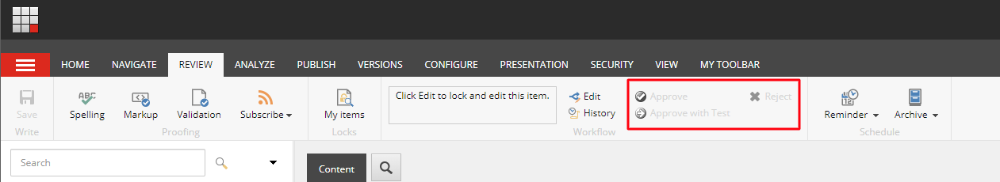 HOME NAVIGATE REVIEW ANALYZE PUBLISH VERSIONS CONFIGURE PRESENTATION SECURITY VIEW MY TOOLBAR
Save
Write
ABC
Spelling
Markup
Validation
Subscribe
Proofing
My items
Locks
Click Edit to lock and edit this item.
Edit
History
Approve
Reject
Approve with Test
Workflow
12
Reminder
Archive
Schedule
Search
Content